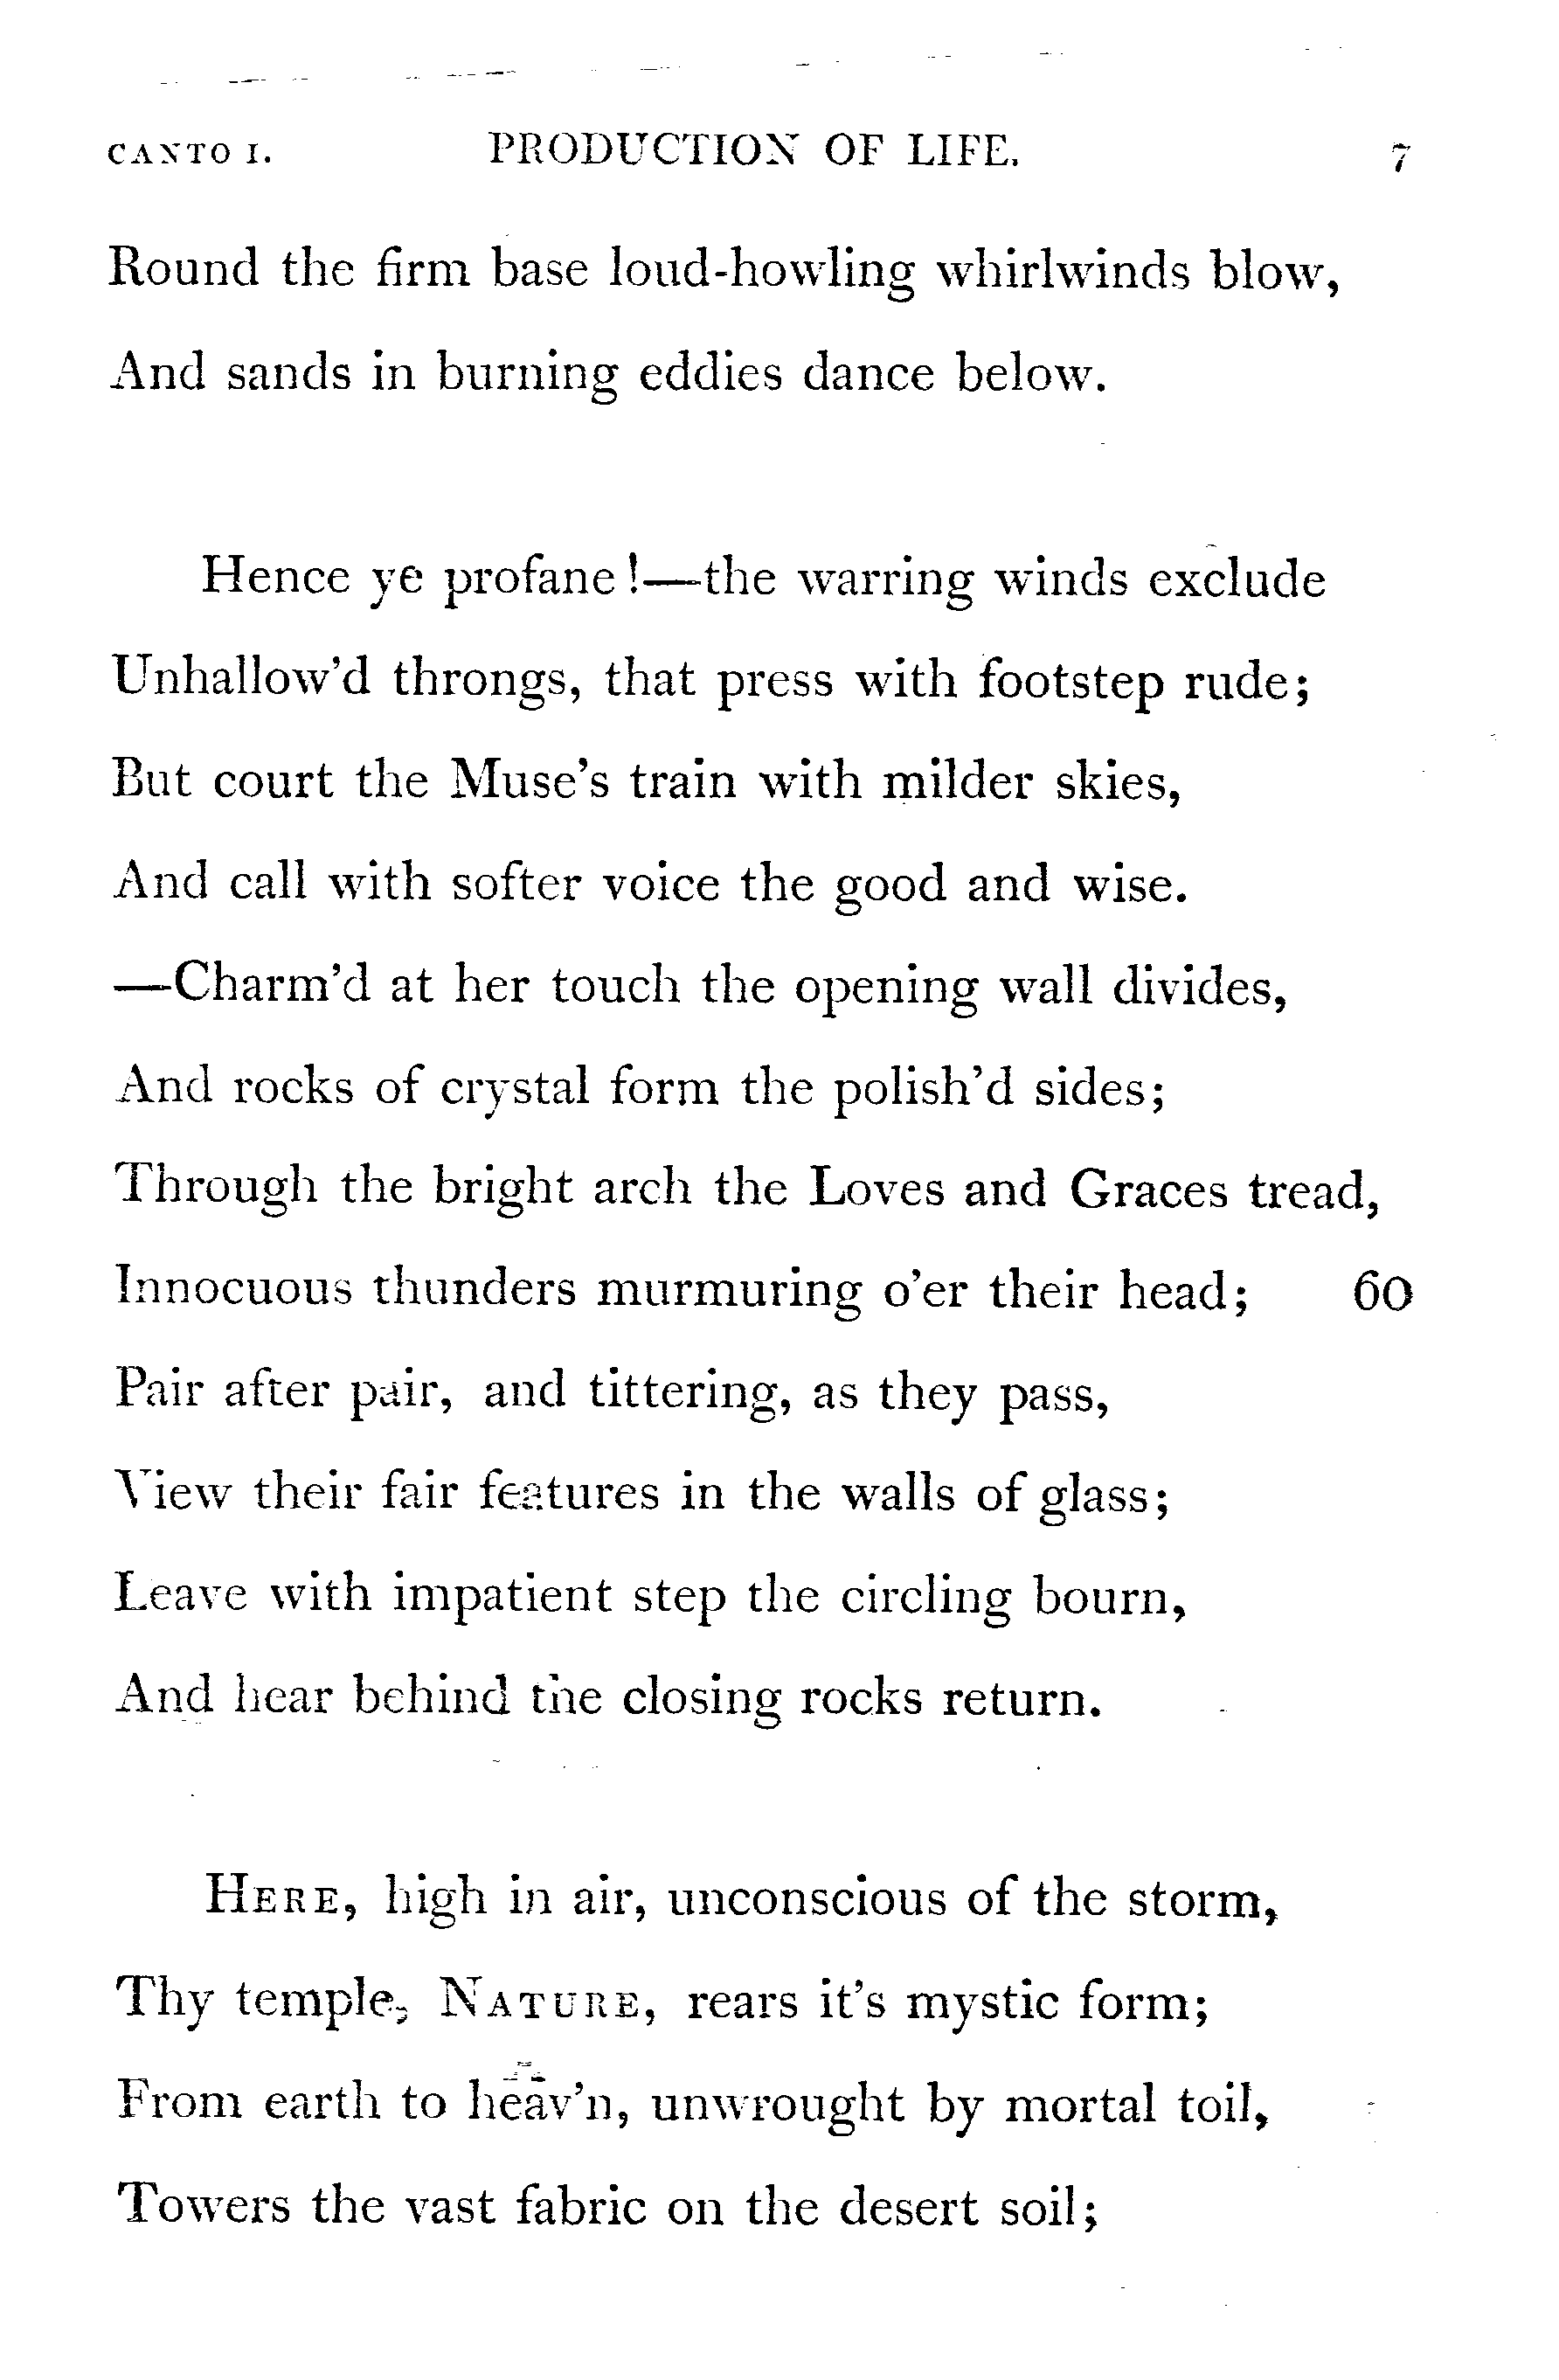 CANTO I. PRODUCTION OF LIFE. 7
Round the firm base loud-howling whirlwinds blow,
And sands in burning eddies dance below.
Hence ye profane!—the warring winds exclude
Unhallow'd throngs, that press with footstep rude;
But court the Muse's train with milder skies,
And call with softer voice the good and wise.
—Charm'd at her touch the opening wall divides,
And rocks of crystal form the polish'd sides;
Through the bright arch the Loves and Graces tread,
Innocuous thunders murmuring o'er their head; 60
Pair after pair, and tittering, as they pass,
View their fair features in the walls of glass;
Leave with impatient step the circling bourn,
And hear behind the closing rocks return.
HERE, high in air, unconscious of the storm,
Thy temple, NATURE, rears it's mystic form;
From earth to heav'n, unwrought by mortal toil,
Towers the vast fabric on the desert soil;